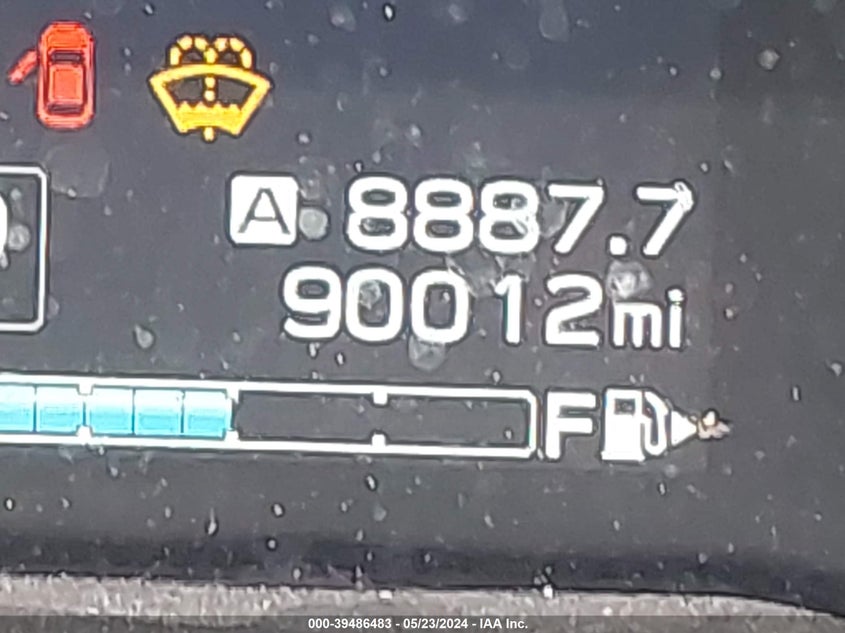 A 8887.7
90012mi
F
000-39486483 - 05/23/2024 - IAA Inc.